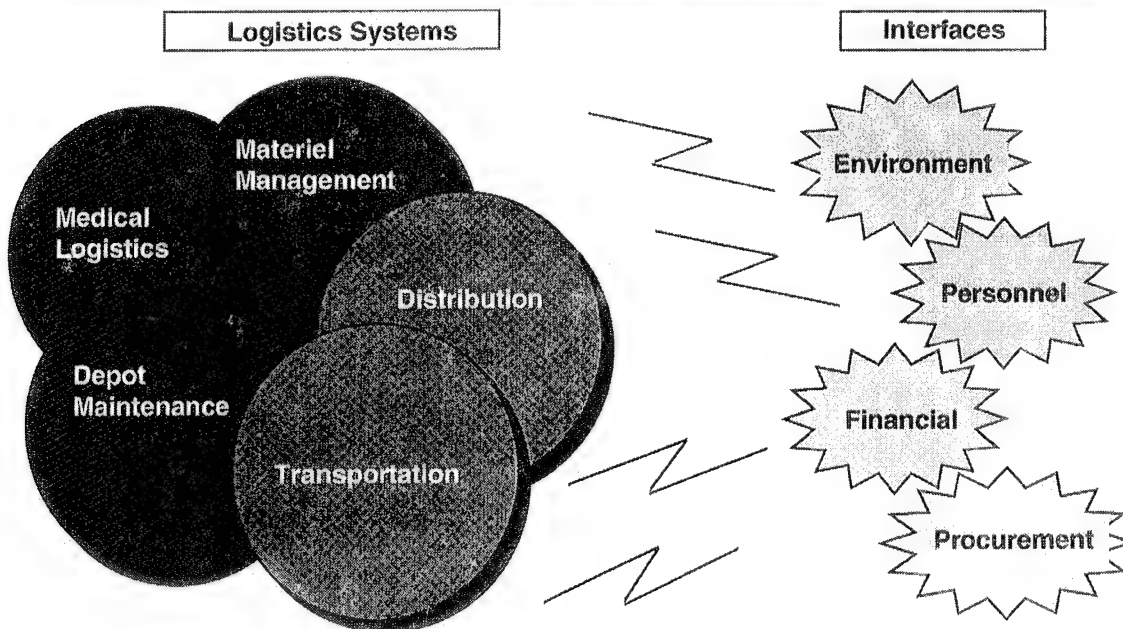 Logistics Systems
Interfaces
Materiel
Management
Medical
Logistics
Distribution
Depot
Maintenance
Transportation
Environment
Personnel
Financial
Procurement